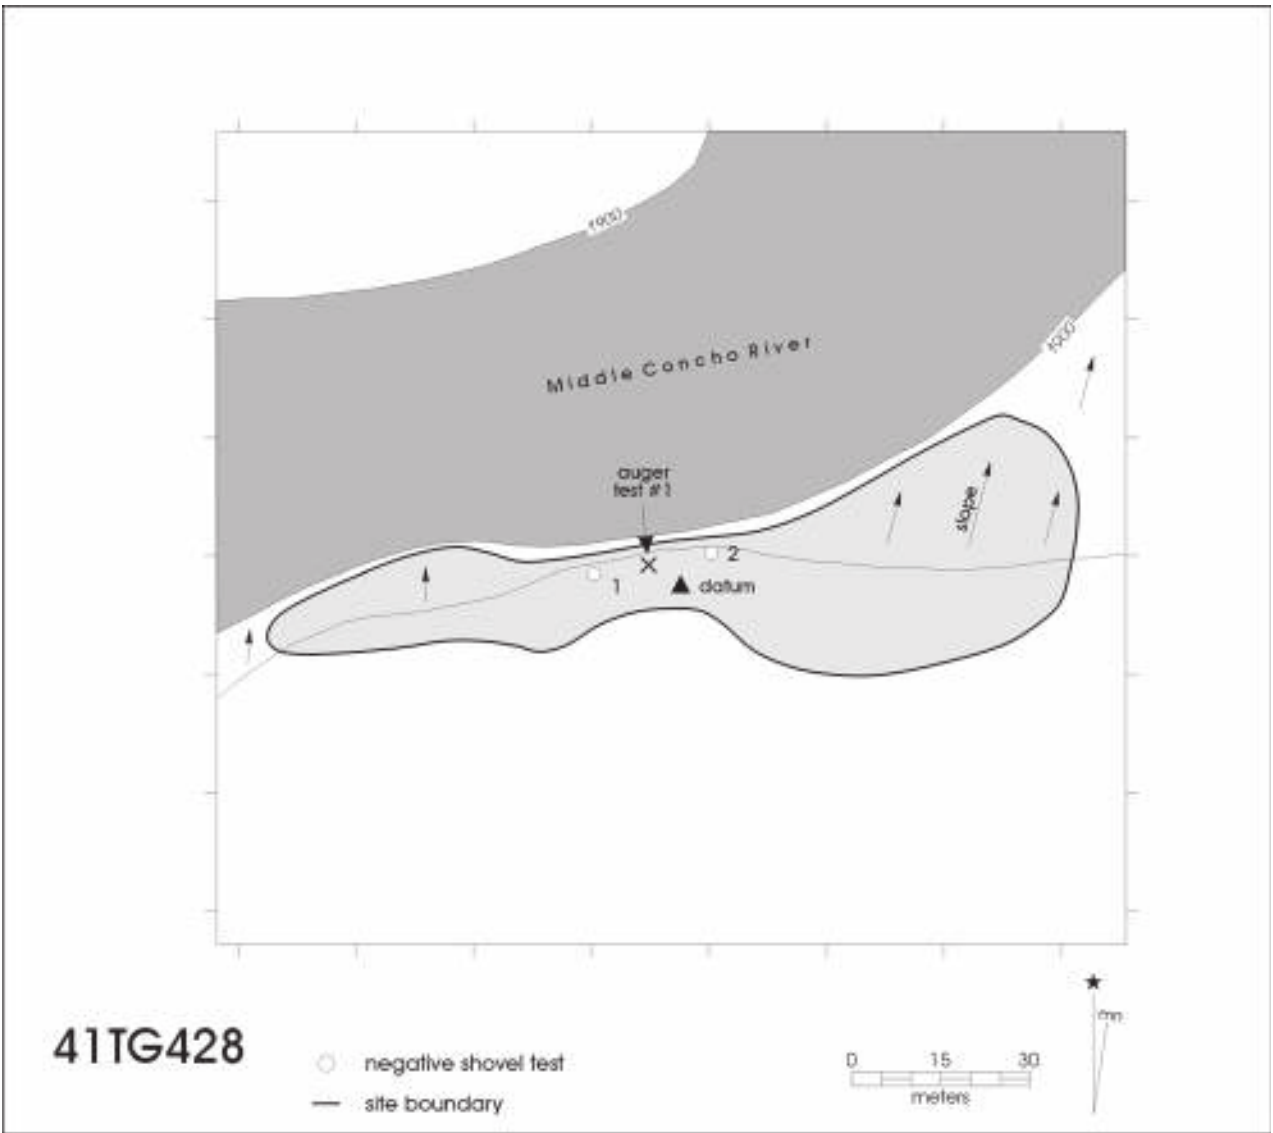 1900
1900
Middle Concho River
auger
test #1
slope
2
1
datum
mn
41TG428
negative shovel test
site boundary
0 15 30
meters